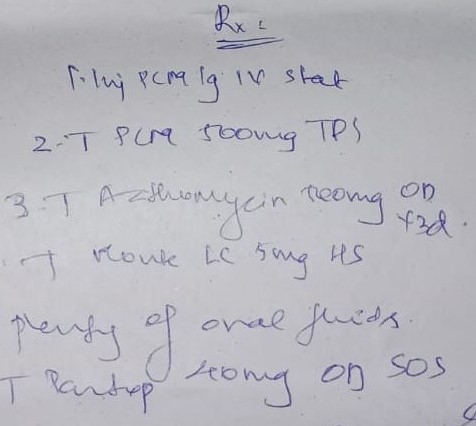 Rx:
1. Inj PCM 1g IV stat
2. T PCM 500mg TDS
3. T Azithromycin 500mg OD x3d.
T Monte LC 5mg HS
plenty of oral fluids.
T Pantop 40mg OD SOS